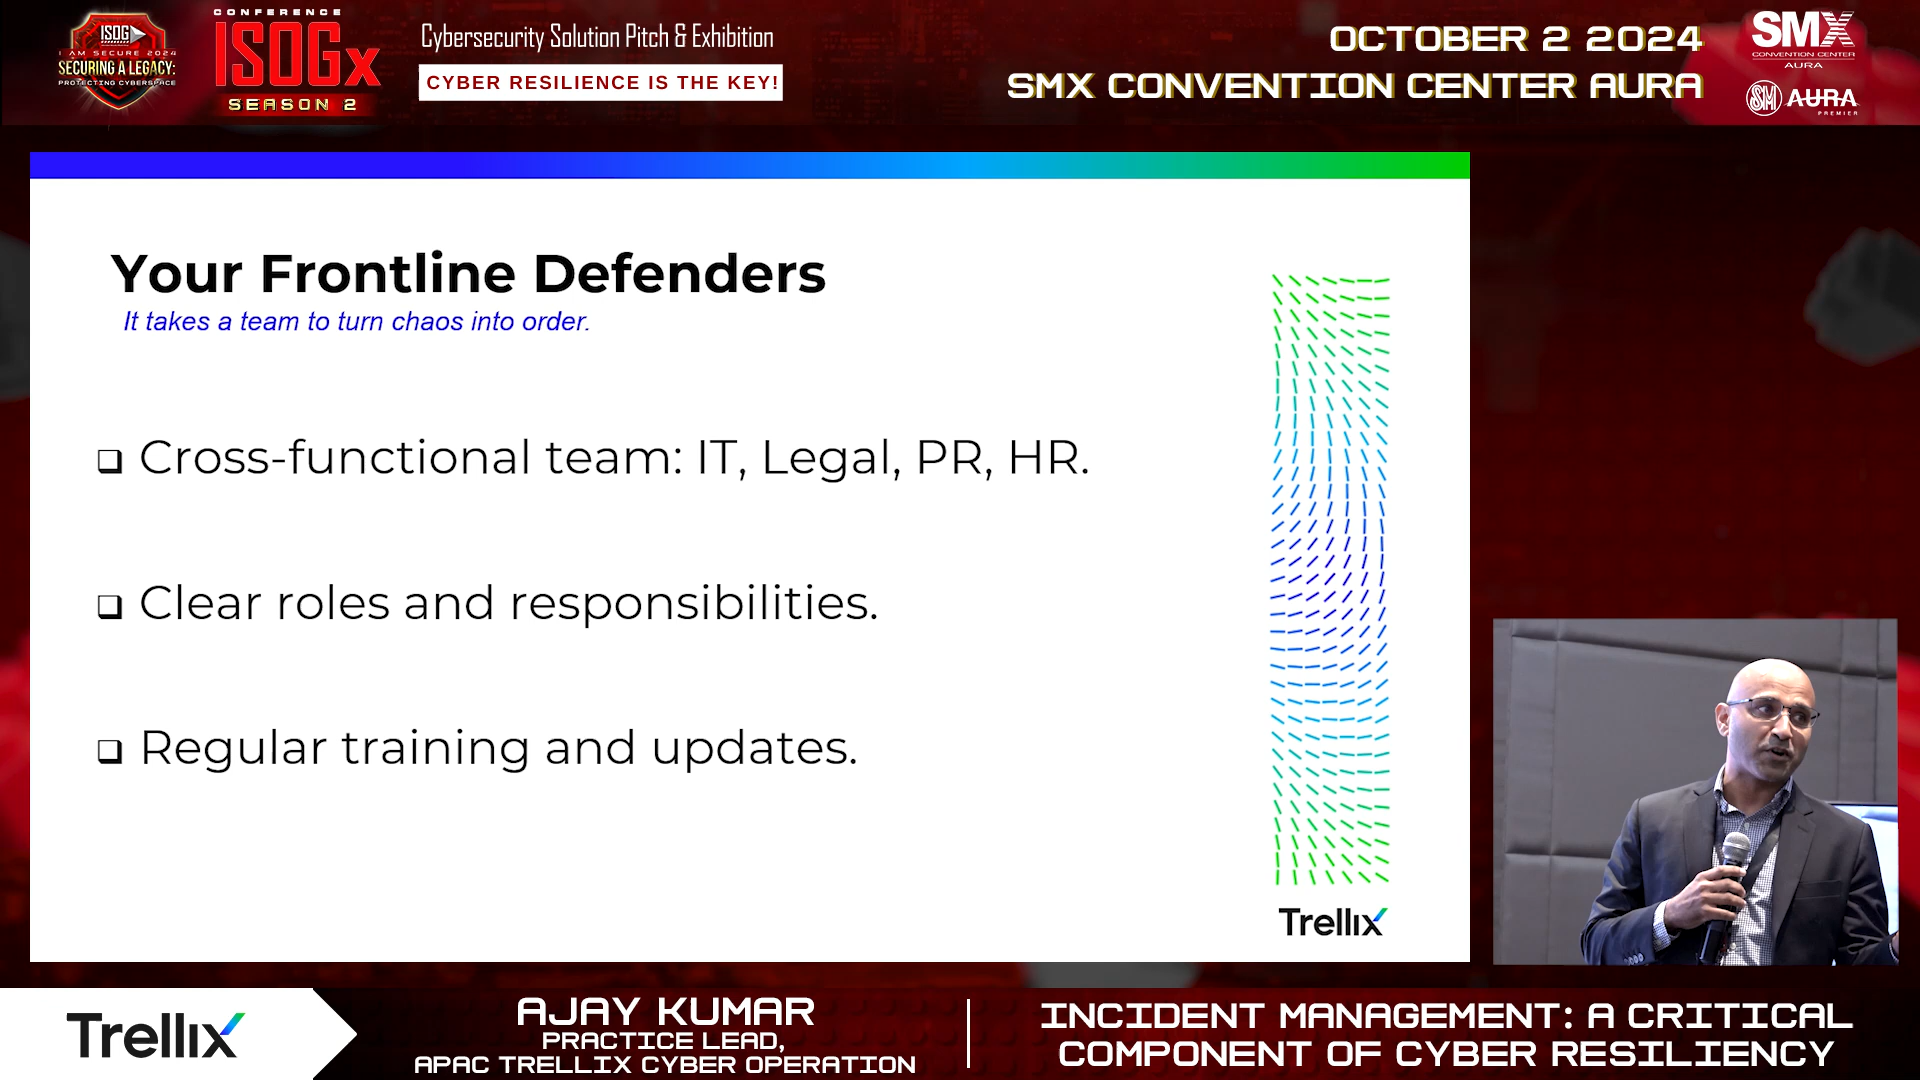 ISOG
I AM SECURE 2024
SECURING A LEGACY:
PROTECTING CYBERSPACE
CONFERENCE
ISOGx
SEASON 2
Cybersecurity Solution Pitch & Exhibition
CYBER RESILIENCE IS THE KEY!
OCTOBER 2 2024
SMX CONVENTION CENTER AURA
SMX
CONVENTION CENTER
AURA
SM AURA
PREMIER
Your Frontline Defenders
It takes a team to turn chaos into order.
Cross-functional team: IT, Legal, PR, HR.
Clear roles and responsibilities.
Regular training and updates.
Trellix
Trellix
AJAY KUMAR
PRACTICE LEAD,
APAC TRELLIX CYBER OPERATION
INCIDENT MANAGEMENT: A CRITICAL
COMPONENT OF CYBER RESILIENCY